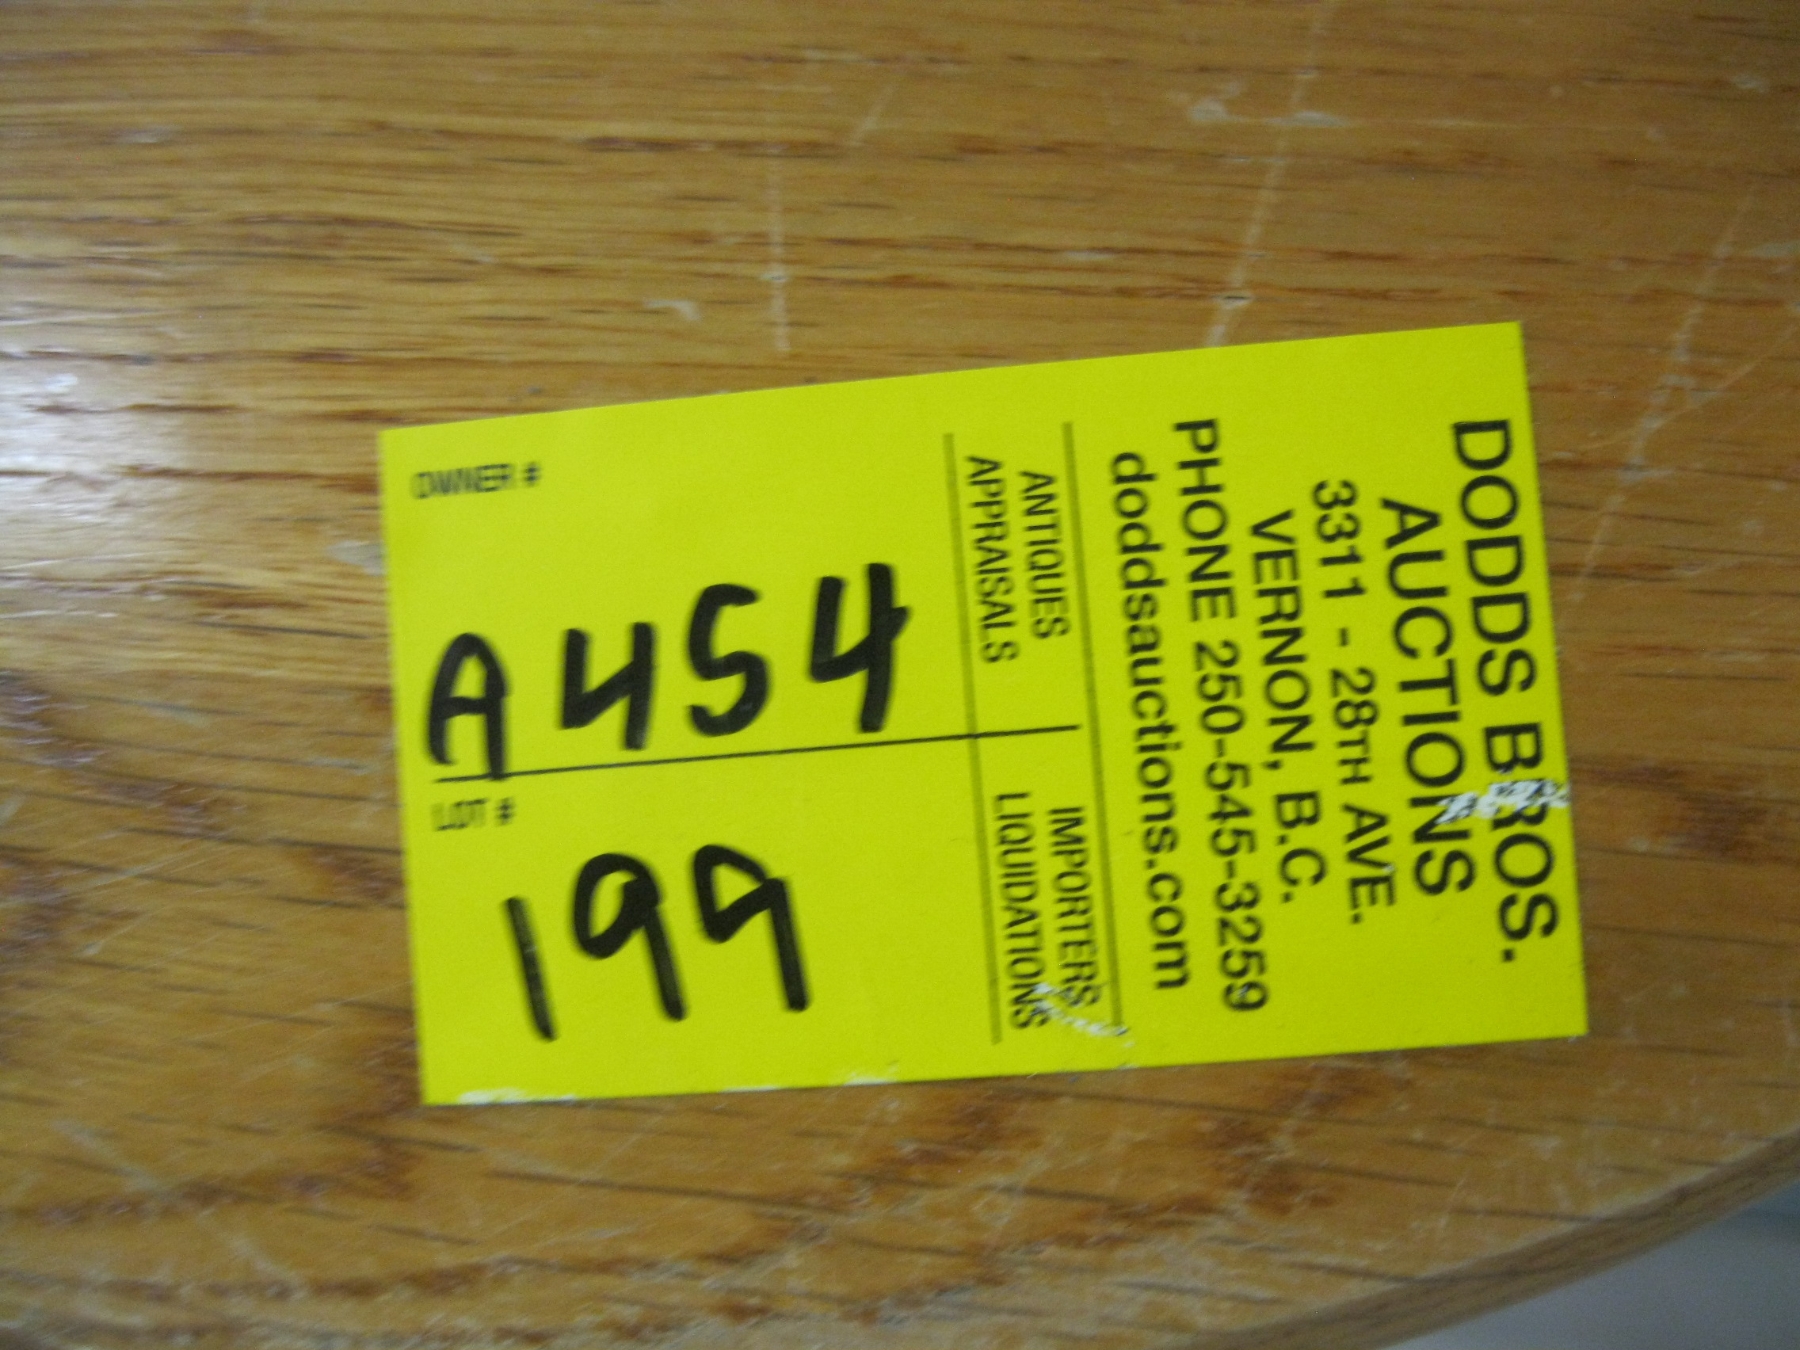 DODDS BROS.
AUCTIONS
3311 - 28TH AVE.
VERNON, B.C.
PHONE 250-545-3259
doddsauctions.com
ANTIQUES
APPRAISALS
IMPORTERS
LIQUIDATIONS
OWNER #
A454
LOT #
199